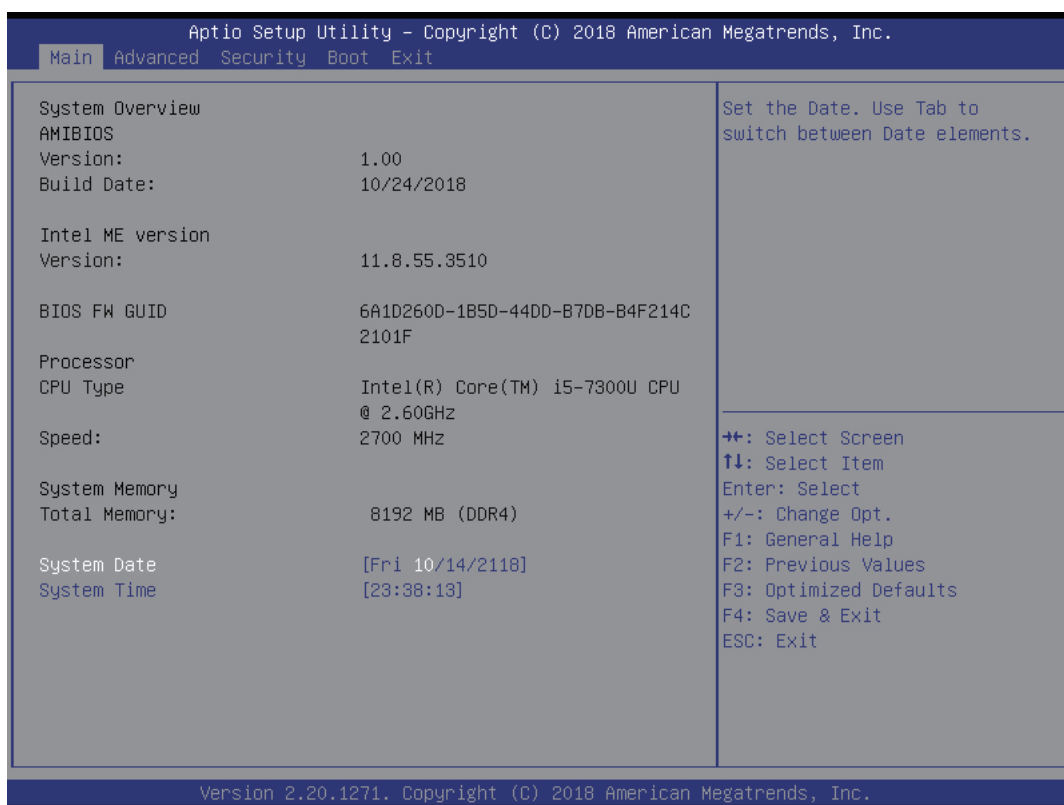 Aptio Setup Utility – Copyright (C) 2018 American Megatrends, Inc.
Main Advanced Security Boot Exit
System Overview
AMIBIOS
Version: 1.00
Build Date: 10/24/2018
Intel ME version
Version: 11.8.55.3510
BIOS FW GUID 6A1D260D-1B5D-44DD-B7DB-B4F214C
2101F
Processor
CPU Type Intel(R) Core(TM) i5-7300U CPU
@ 2.60GHz
Speed: 2700 MHz
System Memory
Total Memory: 8192 MB (DDR4)
System Date [Fri 10/14/2118]
System Time [23:38:13]
Set the Date. Use Tab to
switch between Date elements.
→←: Select Screen
↑↓: Select Item
Enter: Select
+/-: Change Opt.
F1: General Help
F2: Previous Values
F3: Optimized Defaults
F4: Save & Exit
ESC: Exit
Version 2.20.1271. Copyright (C) 2018 American Megatrends, Inc.